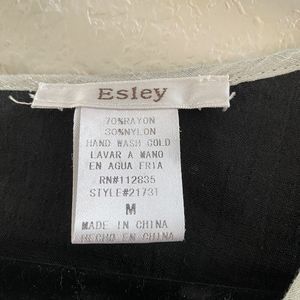 Esley
70%RAYON
30%NYLON
HAND WASH COLD
LAVAR A MANO
EN AGUA FRIA
RN#112835
STYLE#2173T
M
MADE IN CHINA
HECHO EN CHINA